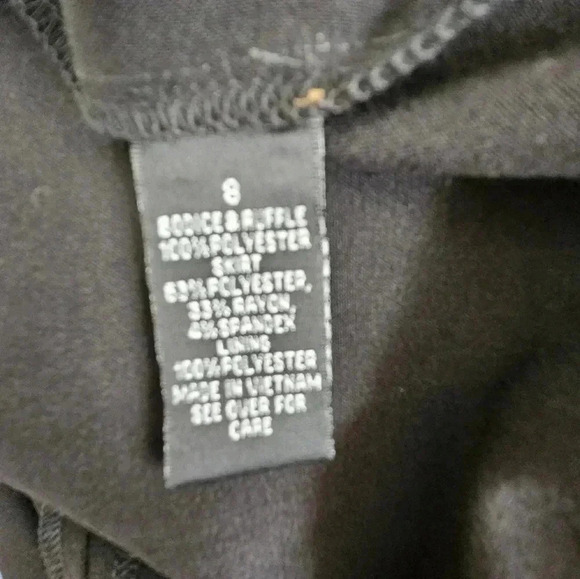 8
BODICE & RUFFLE
100% POLYESTER
SKIRT
63% POLYESTER,
33% RAYON,
4% SPANDEX
LINING
100% POLYESTER
MADE IN VIETNAM
SEE OVER FOR
CARE